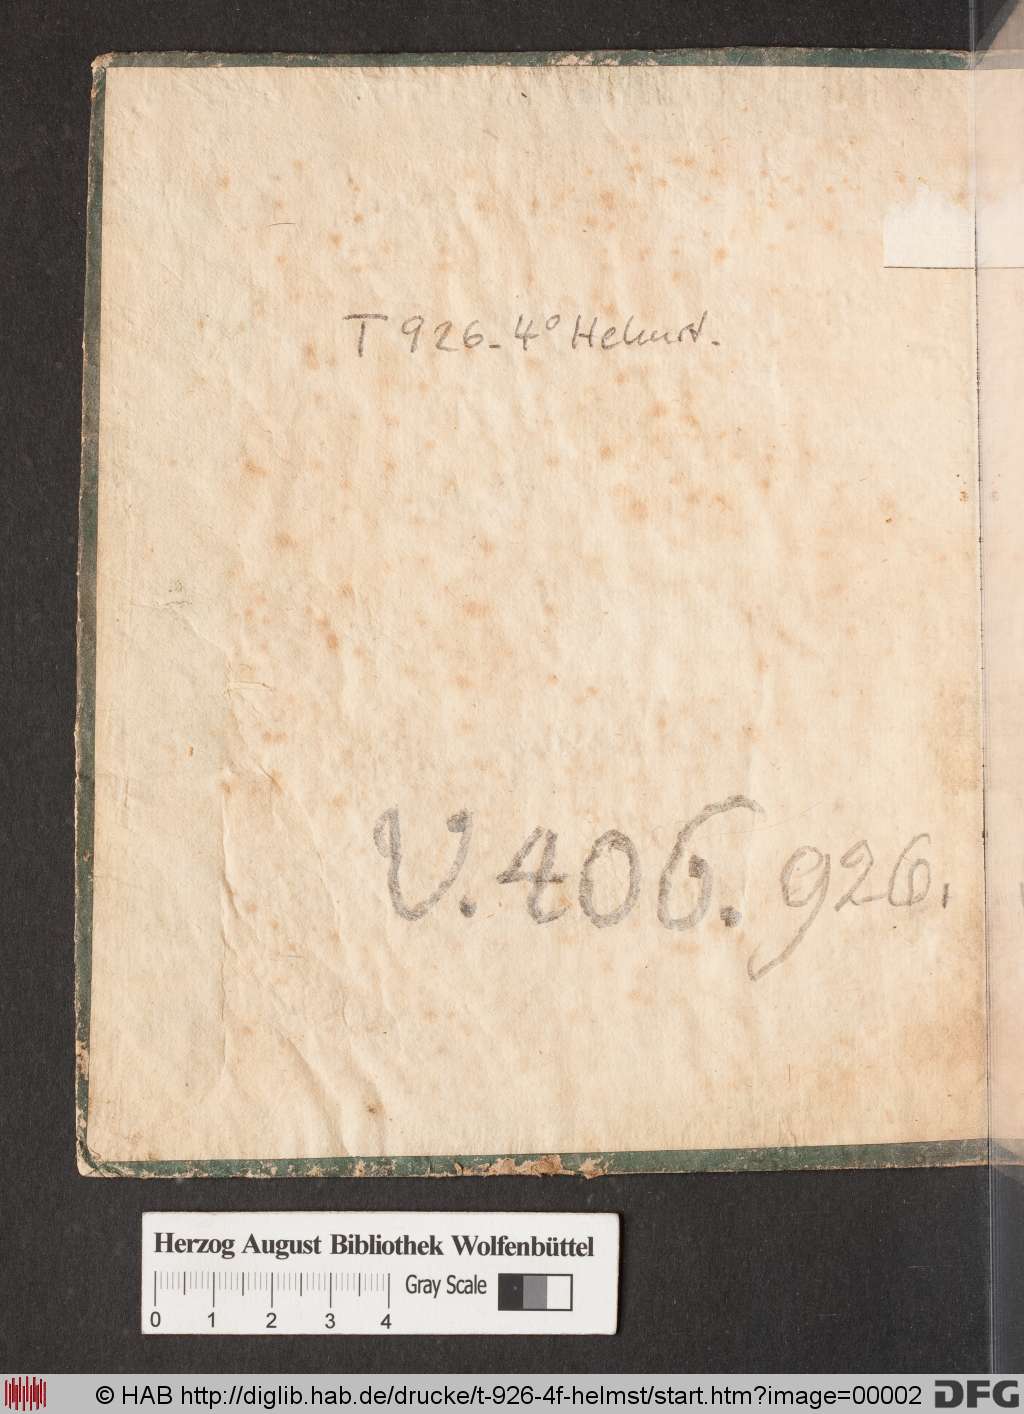 T 926. 4° Helmst.
V. 406. 926.
Herzog August Bibliothek Wolfenbüttel
Gray Scale
0 1 2 3 4
© HAB http://diglib.hab.de/drucke/t-926-4f-helmst/start.htm?image=00002 DFG